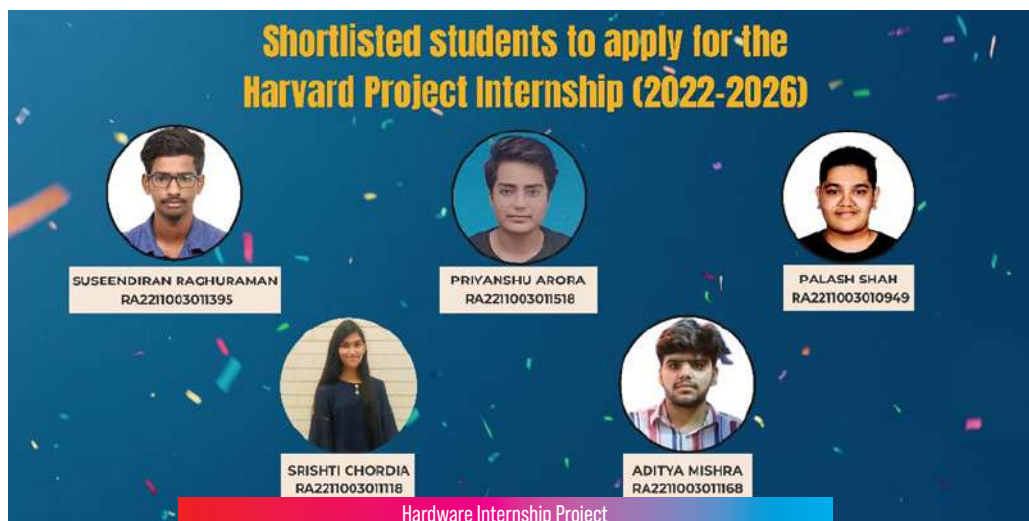 Shortlisted students to apply for the
Harvard Project Internship (2022-2026)
SUSEENDIRAN RAGHURAMAN
RA2211003011395
PRIYANSHU ARORA
RA2211003011518
PALASH SHAH
RA2211003010949
SRISHTI CHORDIA
RA2211003011118
ADITYA MISHRA
RA2211003011168
Hardware Internship Project